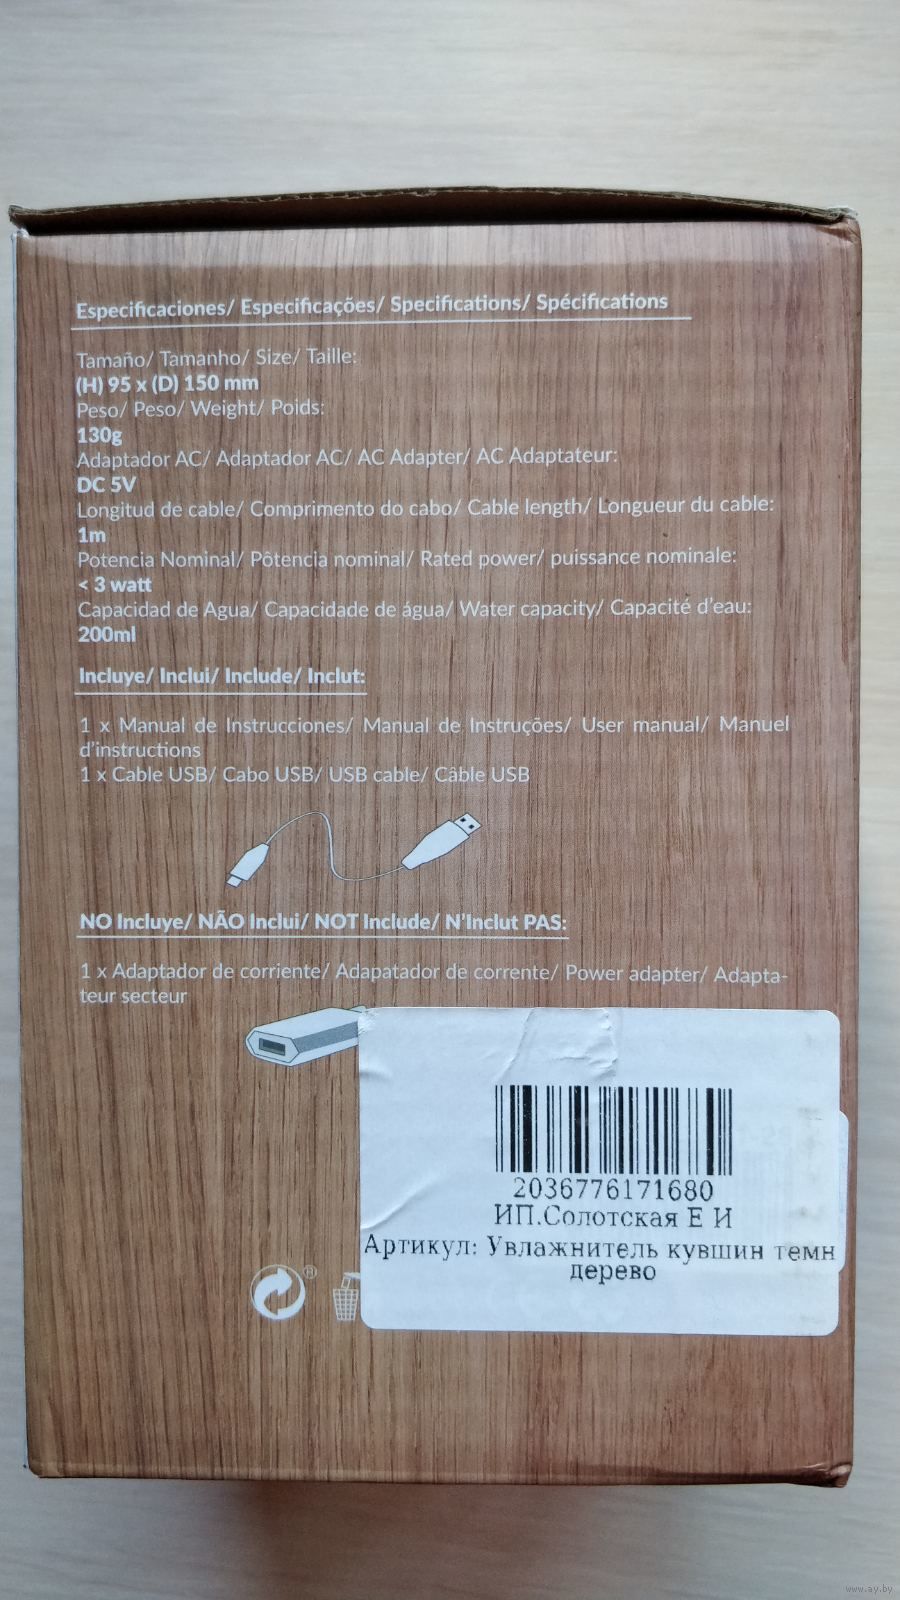 Especificaciones/ Especificações/ Specifications/ Spécifications
Tamaño/ Tamanho/ Size/ Taille:
(H) 95 x (D) 150 mm
Peso/ Peso/ Weight/ Poids:
130g
Adaptador AC/ Adaptador AC/ AC Adapter/ AC Adaptateur:
DC 5V
Longitud de cable/ Comprimento do cabo/ Cable length/ Longueur du cable:
1m
Potencia Nominal/ Pôtencia nominal/ Rated power/ puissance nominale:
< 3 watt
Capacidad de Agua/ Capacidade de água/ Water capacity/ Capacité d'eau:
200ml
Incluye/ Inclui/ Include/ Inclut:
1 x Manual de Instrucciones/ Manual de Instruções/ User manual/ Manuel
d'instructions
1 x Cable USB/ Cabo USB/ USB cable/ Câble USB
NO Incluye/ NÃO Inclui/ NOT Include/ N'Inclut PAS:
1 x Adaptador de corriente/ Adapatador de corrente/ Power adapter/ Adapta-
teur secteur
2036776171680
ИП.Солотская Е И
Артикул: Увлажнитель кувшин темн
дерево
www.ay.by